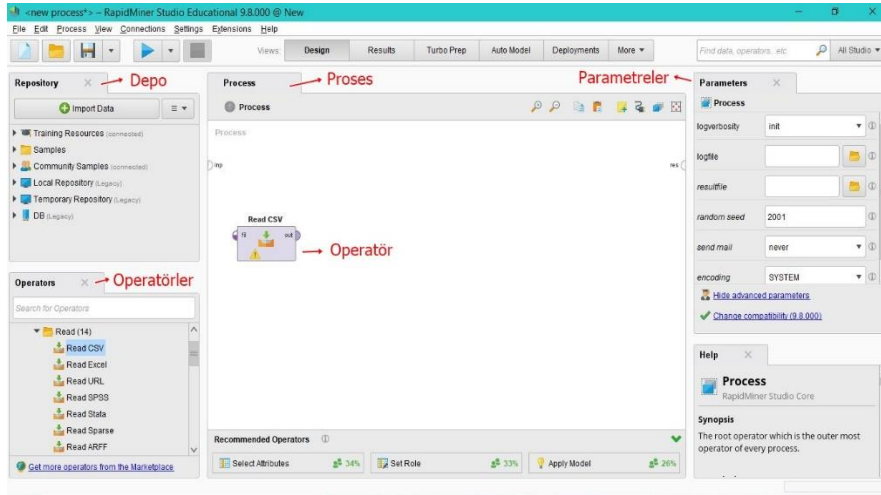 <new process*> – RapidMiner Studio Educational 9.8.000 @ New
File Edit Process View Connections Settings Extensions Help
Views: Design Results Turbo Prep Auto Model Deployments More
Find data, operators...etc All Studio
Repository
Depo
Import Data
Training Resources (connected)
Samples
Community Samples (connected)
Local Repository (Legacy)
Temporary Repository (Legacy)
DB (Legacy)
Operators
Operatörler
Search for Operators
Read (14)
Read CSV
Read Excel
Read URL
Read SPSS
Read Stata
Read Sparse
Read ARFF
Get more operators from the Marketplace
Process
Proses
Process
Process
inp
res
Read CSV
fil
out
Operatör
Recommended Operators
Select Attributes 34%
Set Role 33%
Apply Model 26%
Parametreler
Parameters
Process
logverbosity init
logfile
resultfile
random seed 2001
send mail never
encoding SYSTEM
Hide advanced parameters
Change compatibility (9.8.000)
Help
Process
RapidMiner Studio Core
Synopsis
The root operator which is the outer most
operator of every process.